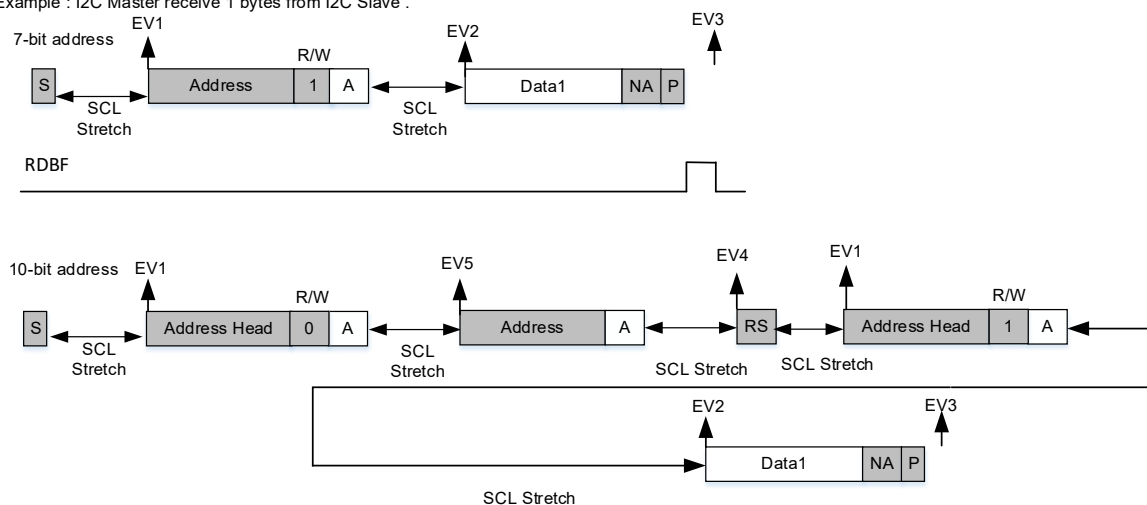 Example : I2C Master receive 1 bytes from I2C Slave .
7-bit address
EV1
EV2
EV3
R/W
S
Address
1
A
Data1
NA
P
SCL
Stretch
SCL
Stretch
RDBF
10-bit address
EV1
EV5
EV4
EV1
R/W
R/W
S
Address Head
0
A
Address
A
RS
Address Head
1
A
SCL
Stretch
SCL
Stretch
SCL Stretch
SCL Stretch
EV2
EV3
Data1
NA
P
SCL Stretch